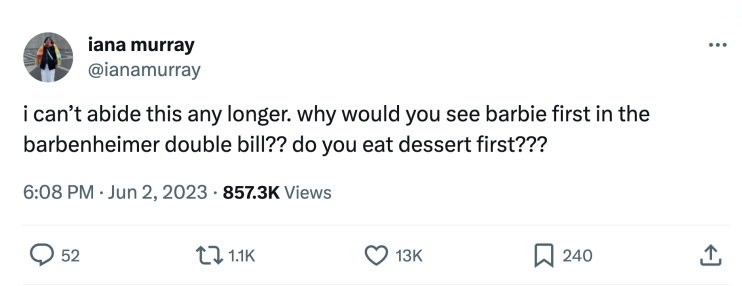 iana murray
@ianamurray
i can’t abide this any longer. why would you see barbie first in the
barbenheimer double bill?? do you eat dessert first???
6:08 PM · Jun 2, 2023 · 857.3K Views
52 1.1K 13K 240